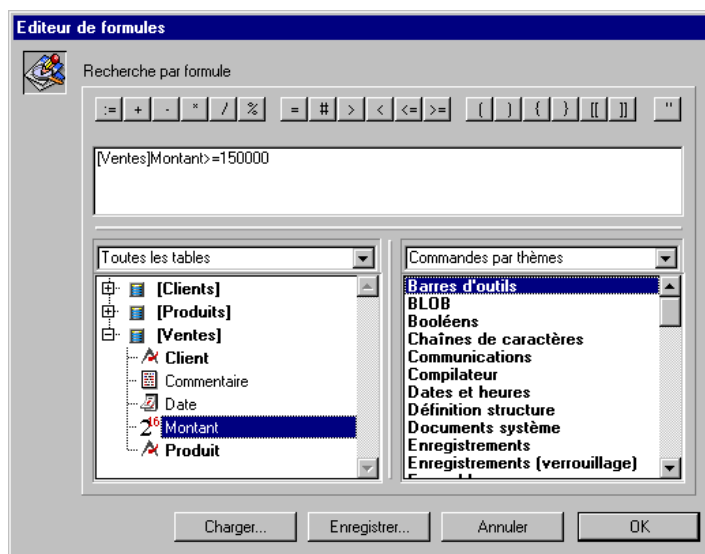 Editeur de formules
Recherche par formule
:= + - * / % = # > < <= >= ( ) { } [[ ]] "
[Ventes]Montant>=150000
Toutes les tables
[Clients]
[Produits]
[Ventes]
Client
Commentaire
Date
2^16 Montant
Produit
Commandes par thèmes
Barres d'outils
BLOB
Booléens
Chaînes de caractères
Communications
Compilateur
Dates et heures
Définition structure
Documents système
Enregistrements
Enregistrements (verrouillage)
Charger... Enregistrer... Annuler OK